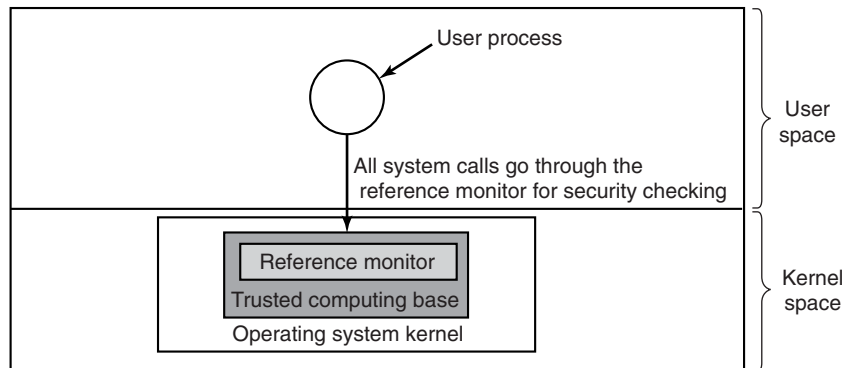 User process
User
space
All system calls go through the
reference monitor for security checking
Reference monitor
Trusted computing base
Operating system kernel
Kernel
space